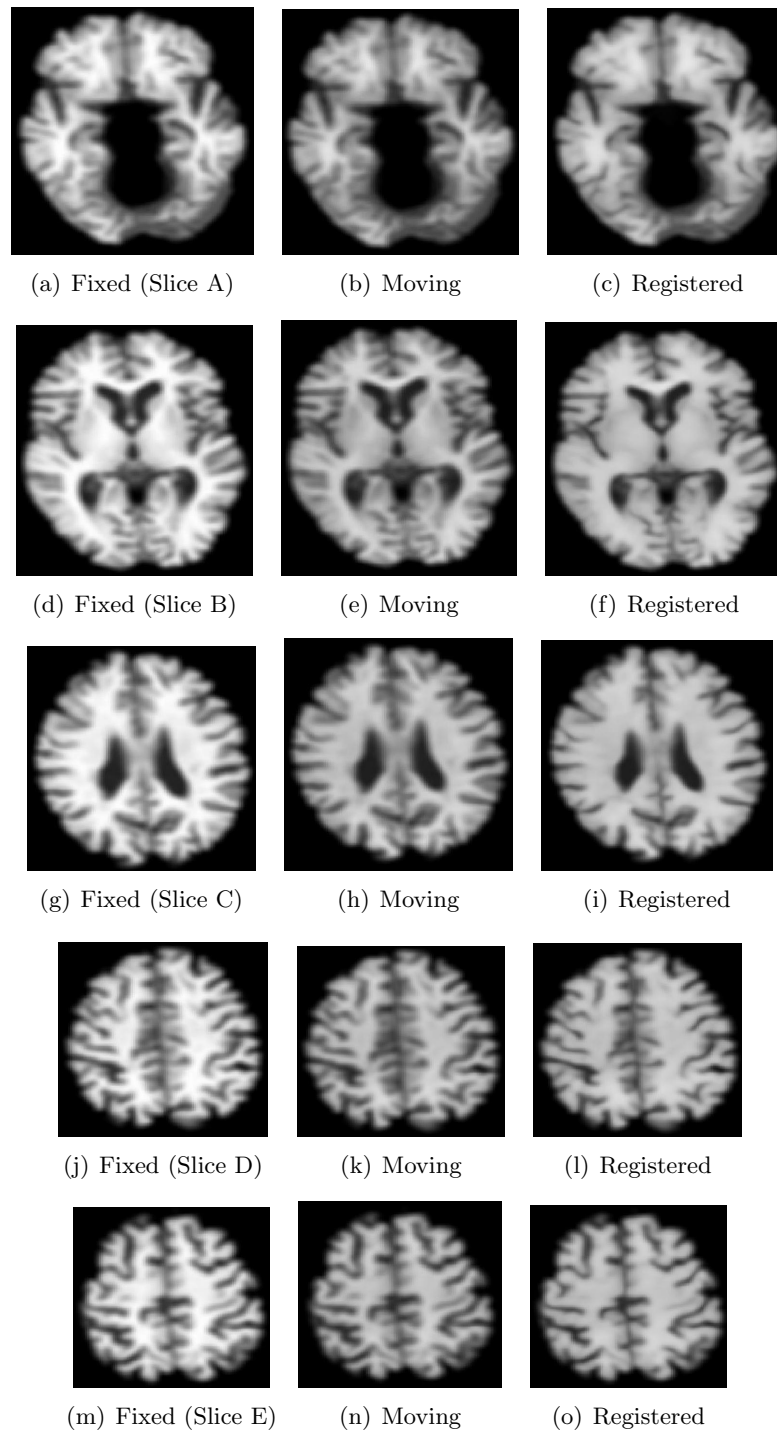 (a) Fixed (Slice A) (b) Moving (c) Registered
(d) Fixed (Slice B) (e) Moving (f) Registered
(g) Fixed (Slice C) (h) Moving (i) Registered
(j) Fixed (Slice D) (k) Moving (l) Registered
(m) Fixed (Slice E) (n) Moving (o) Registered